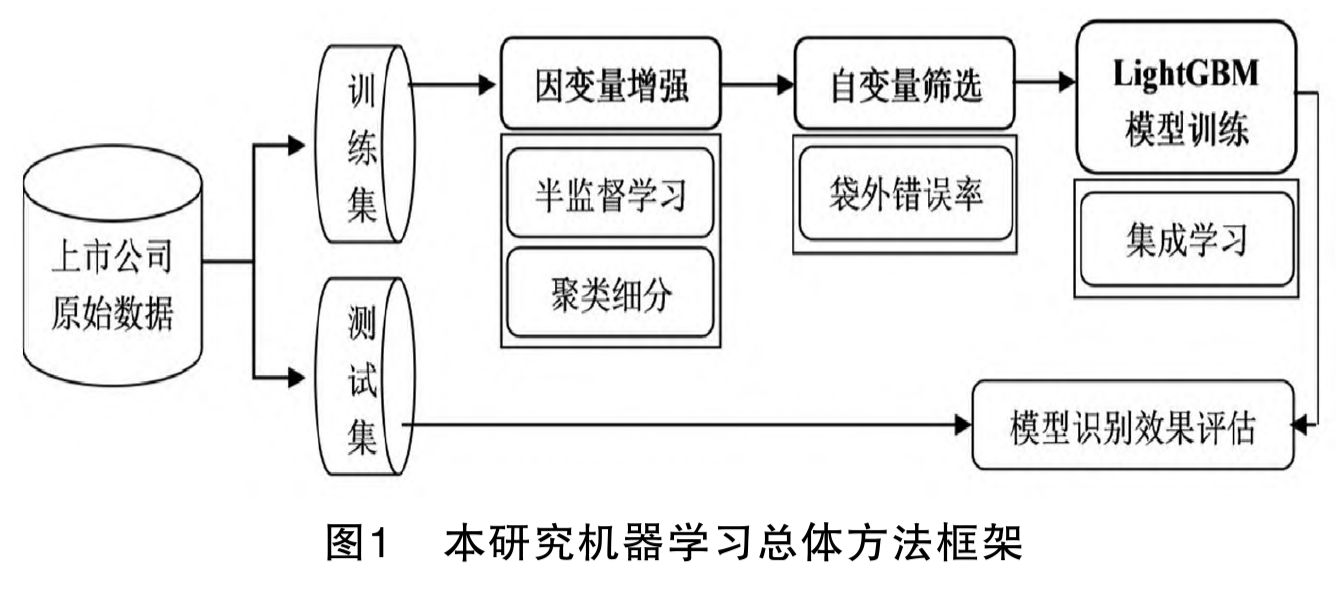 上市公司
原始数据
训练集
测试集
因变量增强
半监督学习
聚类细分
自变量筛选
袋外错误率
LightGBM
模型训练
集成学习
模型识别效果评估
图1 本研究机器学习总体方法框架